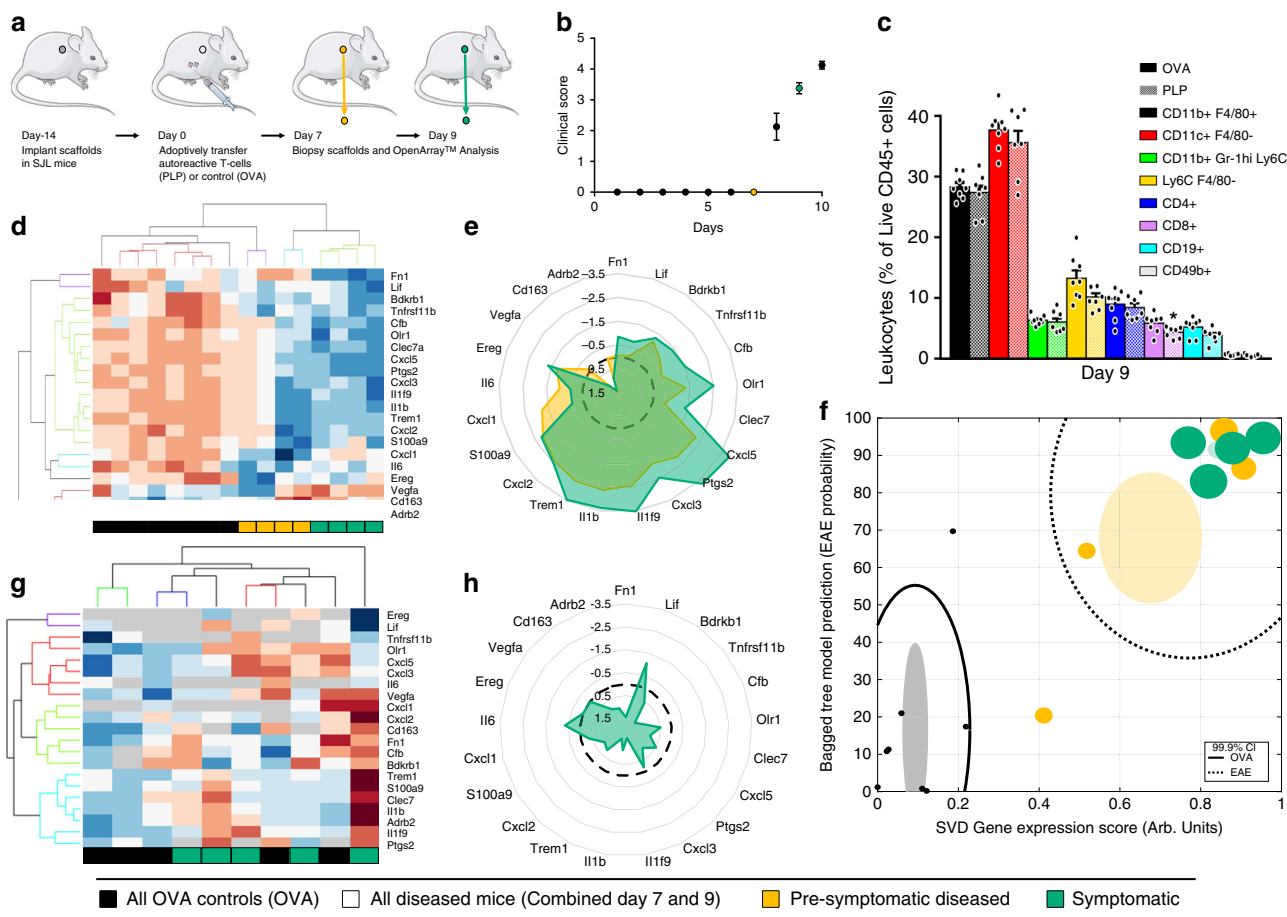 a
Day-14
Implant scaffolds
in SJL mice
Day 0
Adoptively transfer
autoreactive T-cells
(PLP) or control (OVA)
Day 7
Day 9
Biopsy scaffolds and OpenArray™ Analysis
b
Clinical score
5
4
3
2
1
0
0
5
10
Days
c
Leukocytes (% of Live CD45+ cells)
40
30
20
10
0
*
Day 9
OVA
PLP
CD11b+ F4/80+
CD11c+ F4/80-
CD11b+ Gr-1hi Ly6C
Ly6C F4/80-
CD4+
CD8+
CD19+
CD49b+
d
Fn1
Lif
Bdkrb1
Tnfrsf11b
Cfb
Olr1
Clec7a
Cxcl5
Ptgs2
Cxcl3
Il1f9
Il1b
Trem1
Cxcl2
S100a9
Cxcl1
Il6
Ereg
Vegfa
Cd163
Adrb2
e
Fn1
Lif
Bdrkb1
Tnfrsf11b
Cfb
Olr1
Clec7
Cxcl5
Ptgs2
Cxcl3
Il1f9
Il1b
Trem1
Cxcl2
S100a9
Cxcl1
Il6
Ereg
Vegfa
Cd163
Adrb2
-3.5
-2.5
-1.5
-0.5
0.5
1.5
f
Bagged tree model prediction (EAE probability)
100
90
80
70
60
50
40
30
20
10
0
0
0.2
0.4
0.6
0.8
1
SVD Gene expression score (Arb. Units)
99.9% CI
OVA
EAE
g
Ereg
Lif
Tnfrsf11b
Olr1
Cxcl5
Cxcl3
Il6
Vegfa
Cxcl1
Cxcl2
Cd163
Fn1
Cfb
Bdkrb1
Trem1
S100a9
Clec7
Il1b
Adrb2
Il1f9
Ptgs2
h
Fn1
Lif
Bdrkb1
Tnfrsf11b
Cfb
Olr1
Clec7
Cxcl5
Ptgs2
Cxcl3
Il1f9
Il1b
Trem1
Cxcl2
S100a9
Cxcl1
Il6
Ereg
Vegfa
Cd163
Adrb2
-3.5
-2.5
-1.5
-0.5
0.5
1.5
All OVA controls (OVA)
All diseased mice (Combined day 7 and 9)
Pre-symptomatic diseased
Symptomatic